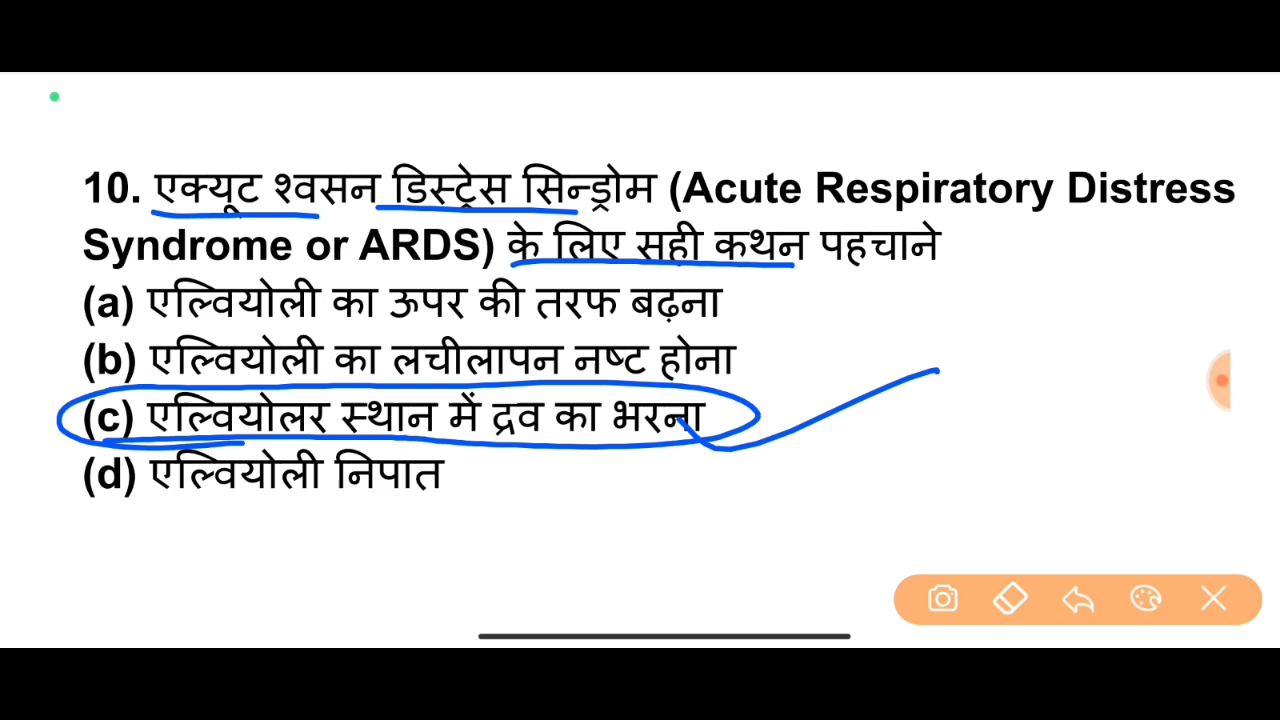 10. एक्यूट श्वसन डिस्ट्रेस सिन्ड्रोम (Acute Respiratory Distress
Syndrome or ARDS) के लिए सही कथन पहचाने
(a) एल्वियोली का ऊपर की तरफ बढ़ना
(b) एल्वियोली का लचीलापन नष्ट होना
(c) एल्वियोलर स्थान में द्रव का भरना
(d) एल्वियोली निपात